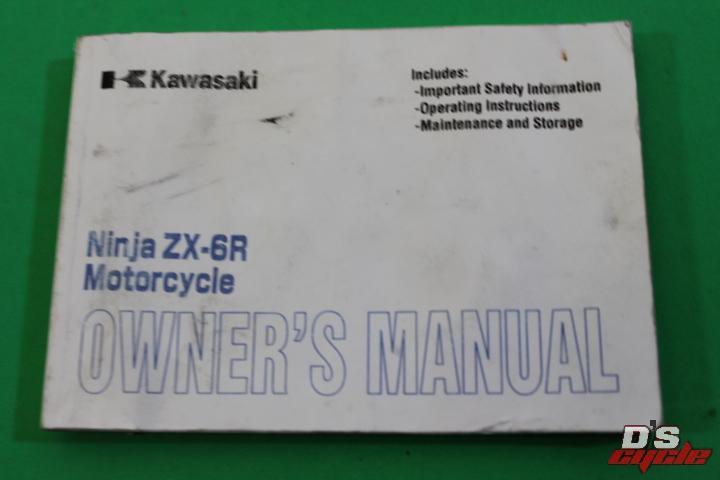 Kawasaki
Includes:
-Important Safety Information
-Operating Instructions
-Maintenance and Storage
Ninja ZX-6R
Motorcycle
OWNER'S MANUAL
D'S
cycle